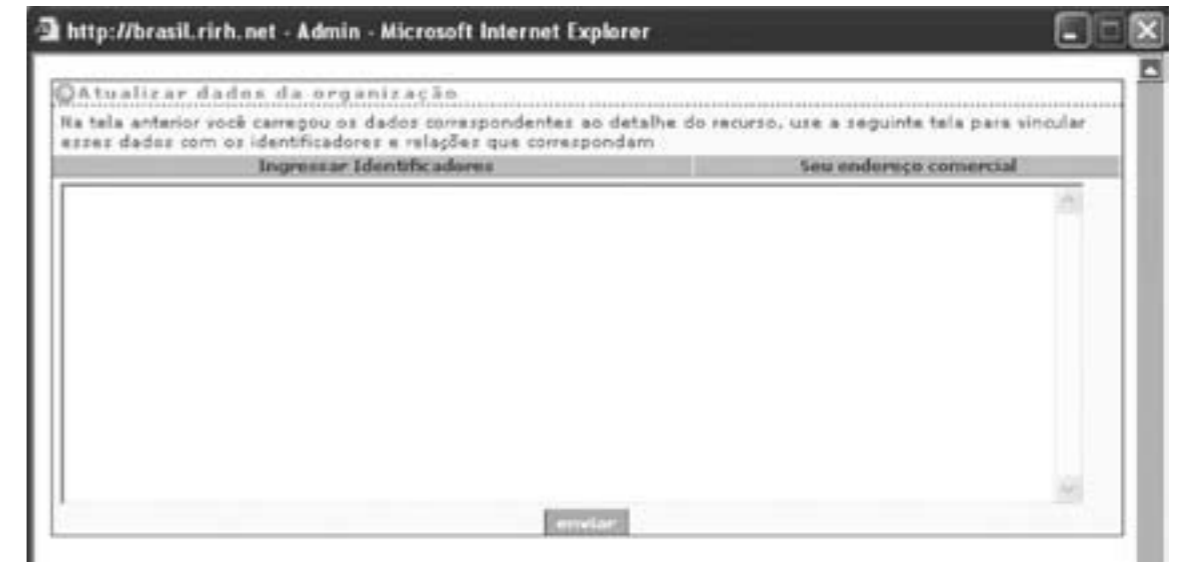 http://brasil.rirh.net - Admin - Microsoft Internet Explorer
Atualizar dados da organização
Na tela anterior você carregou os dados correspondentes ao detalhe do recurso, use a seguinte tela para vincular
esses dados com os identificadores e relações que correspondam
Ingressar Identificadores Seu endereço comercial
enviar